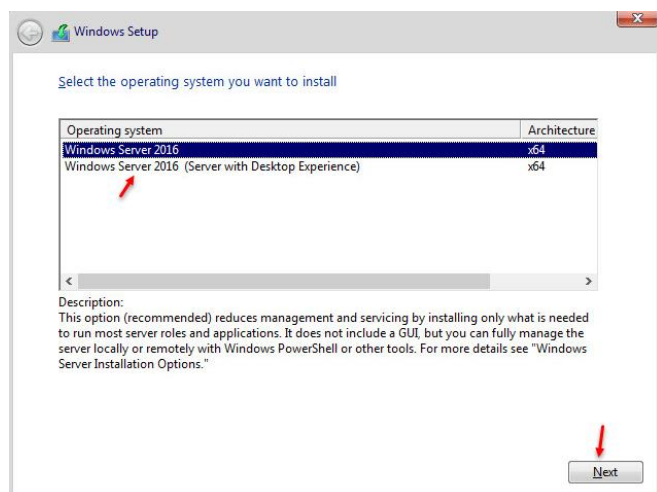 Windows Setup
Select the operating system you want to install
Operating system Architecture
Windows Server 2016 x64
Windows Server 2016 (Server with Desktop Experience) x64
Description:
This option (recommended) reduces management and servicing by installing only what is needed
to run most server roles and applications. It does not include a GUI, but you can fully manage the
server locally or remotely with Windows PowerShell or other tools. For more details see "Windows
Server Installation Options."
Next